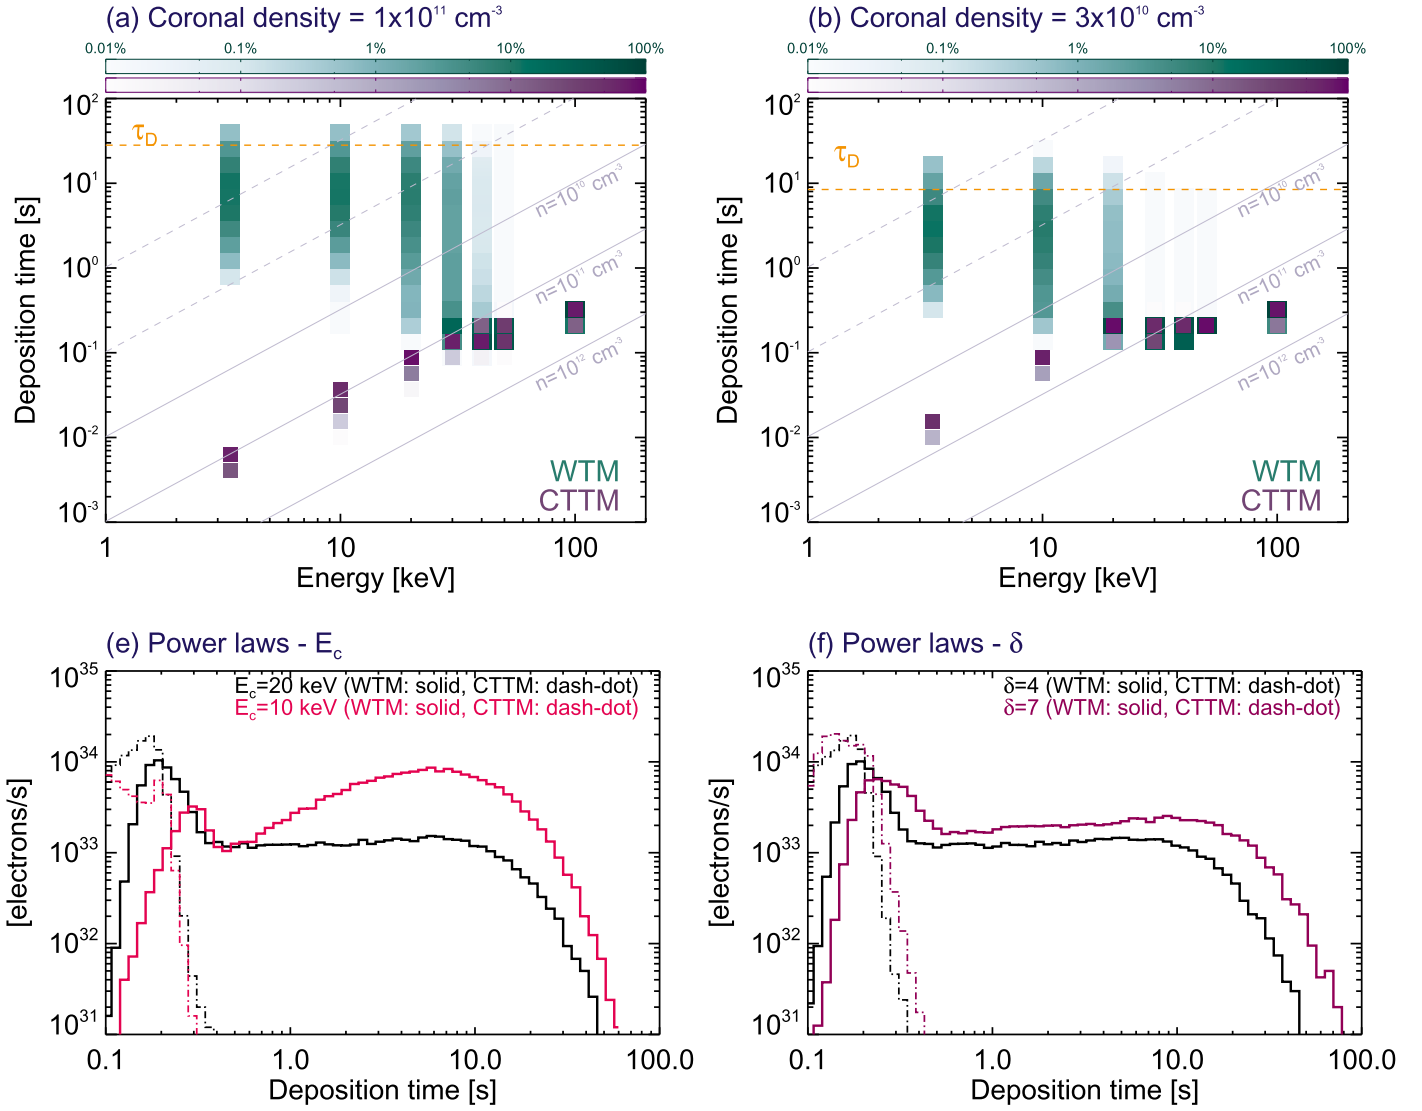 (a) Coronal density = 1x10¹¹ cm⁻³
0.01% 0.1% 1% 10% 100%
10² 10¹ 10⁰ 10⁻¹ 10⁻² 10⁻³
Deposition time [s]
τ_D
n=10¹⁰ cm⁻³
n=10¹¹ cm⁻³
n=10¹² cm⁻³
WTM
CTTM
1 10 100
Energy [keV]
(b) Coronal density = 3x10¹⁰ cm⁻³
0.01% 0.1% 1% 10% 100%
10² 10¹ 10⁰ 10⁻¹ 10⁻² 10⁻³
Deposition time [s]
τ_D
n=10¹⁰ cm⁻³
n=10¹¹ cm⁻³
n=10¹² cm⁻³
WTM
CTTM
1 10 100
Energy [keV]
(e) Power laws - E_c
10³⁵ 10³⁴ 10³³ 10³² 10³¹
[electrons/s]
E_c=20 keV (WTM: solid, CTTM: dash-dot)
E_c=10 keV (WTM: solid, CTTM: dash-dot)
0.1 1.0 10.0 100.0
Deposition time [s]
(f) Power laws - δ
10³⁵ 10³⁴ 10³³ 10³² 10³¹
[electrons/s]
δ=4 (WTM: solid, CTTM: dash-dot)
δ=7 (WTM: solid, CTTM: dash-dot)
0.1 1.0 10.0 100.0
Deposition time [s]